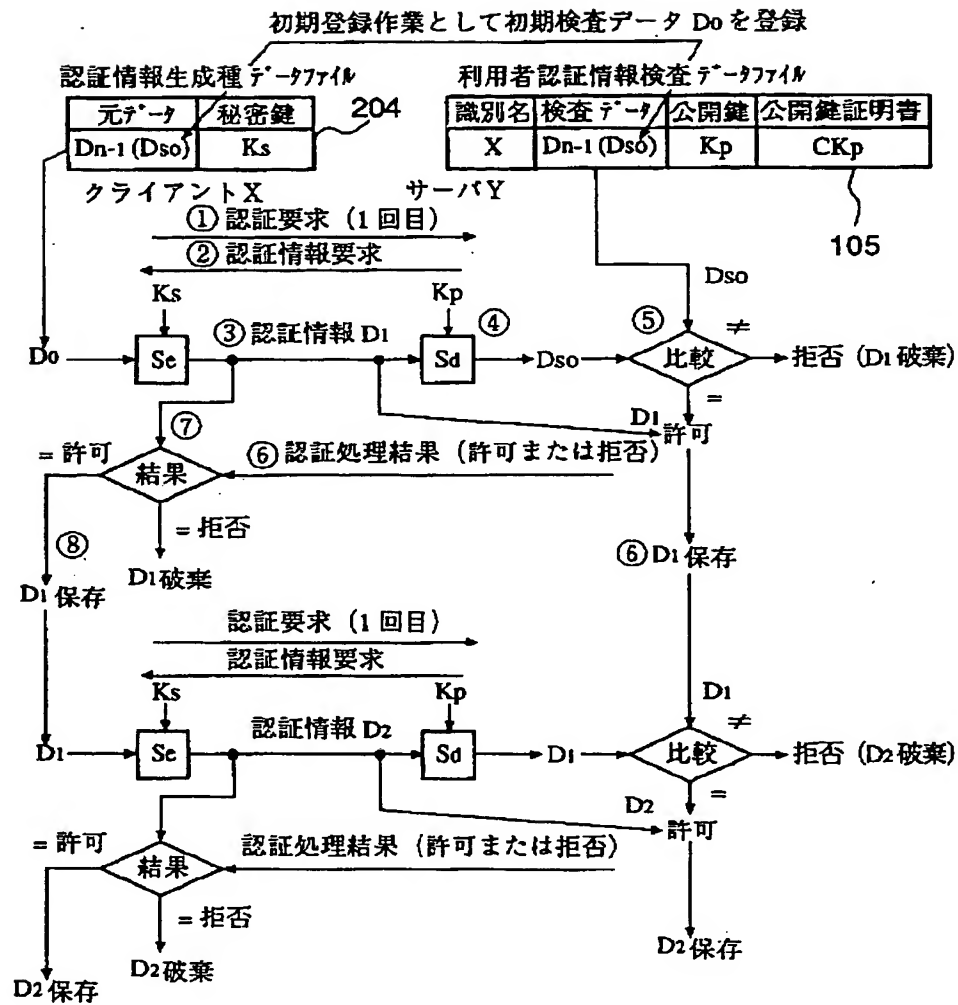 初期登録作業として初期検査データ Do を登録
認証情報生成種データファイル
利用者認証情報検査データファイル
元データ 秘密鍵
Dn-1 (Dso) Ks
204
識別名 検査データ 公開鍵 公開鍵証明書
X Dn-1 (Dso) Kp CKp
105
クライアントX
サーバY
① 認証要求（1 回目）
② 認証情報要求
Ks
Kp
Dso
Do
Se
③ 認証情報 D1
④
Sd
Dso
⑤
≠
比較
拒否（D1 破棄）
=
D1
許可
⑦
⑥ 認証処理結果（許可または拒否）
= 許可
結果
= 拒否
⑧
D1 破棄
D1 保存
⑥ D1 保存
認証要求（1 回目）
認証情報要求
Ks
Kp
D1
D1
Se
認証情報 D2
Sd
D1
≠
比較
拒否（D2 破棄）
=
D2
許可
認証処理結果（許可または拒否）
= 許可
結果
= 拒否
D2 破棄
D2 保存
D2 保存